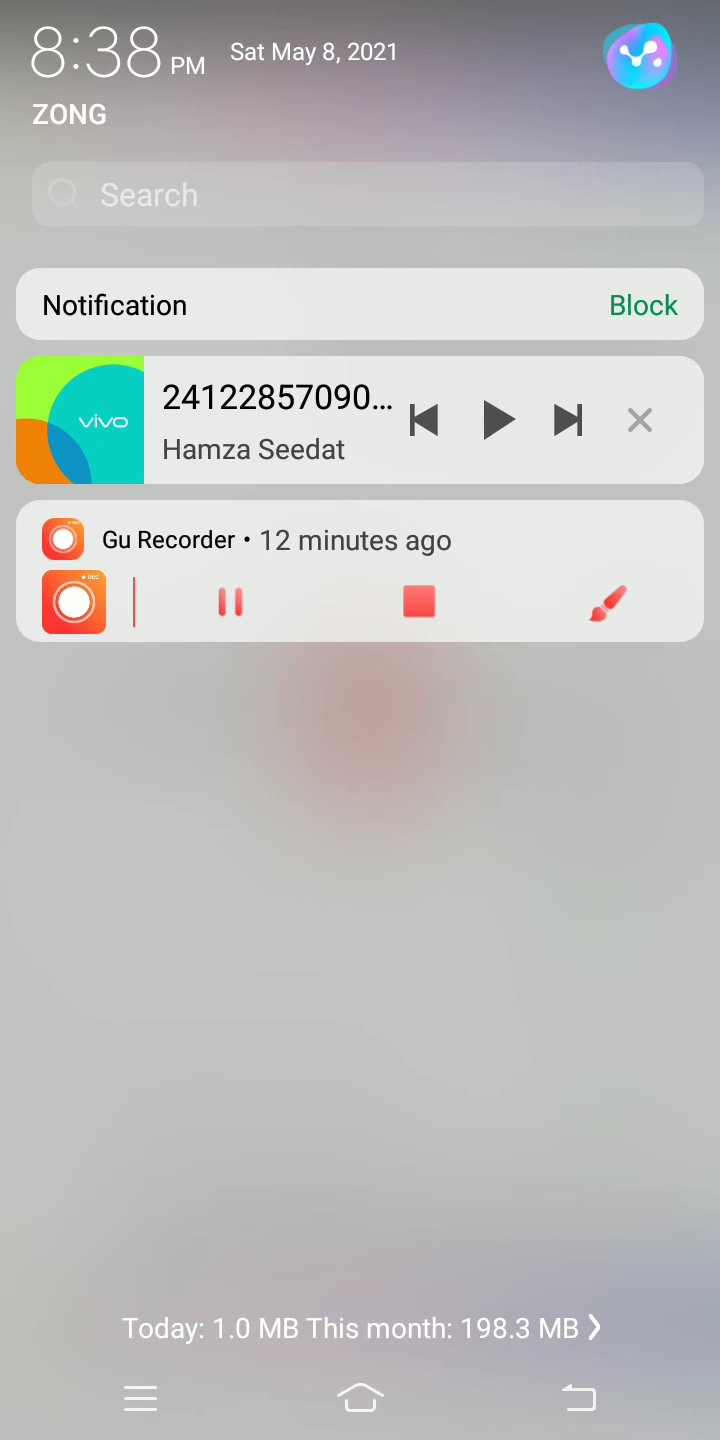 8:38 PM Sat May 8, 2021
ZONG
Search
Notification Block
vivo
24122857090...
Hamza Seedat
Gu Recorder • 12 minutes ago
REC
Today: 1.0 MB This month: 198.3 MB